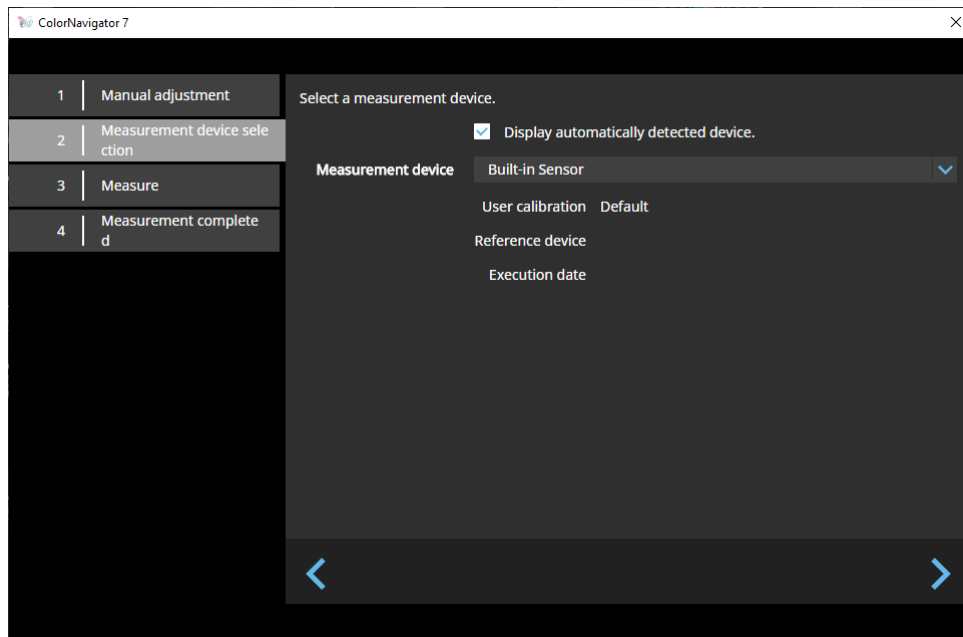 ColorNavigator 7
1 Manual adjustment
2 Measurement device sele
ction
3 Measure
4 Measurement complete
d
Select a measurement device.
Display automatically detected device.
Measurement device Built-in Sensor
User calibration Default
Reference device
Execution date